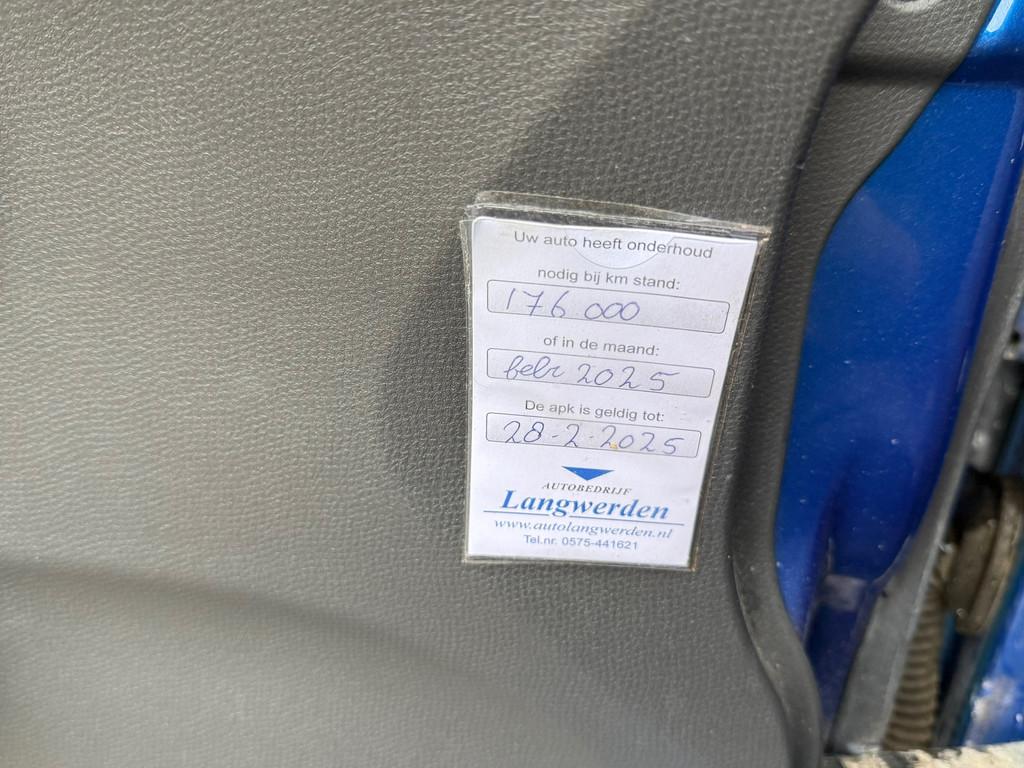 Uw auto heeft onderhoud
nodig bij km stand:
176.000
of in de maand:
febr 2025
De apk is geldig tot:
28-2-2025
AUTOBEDRIJF
Langwerden
www.autolangwerden.nl
Tel.nr. 0575-441621